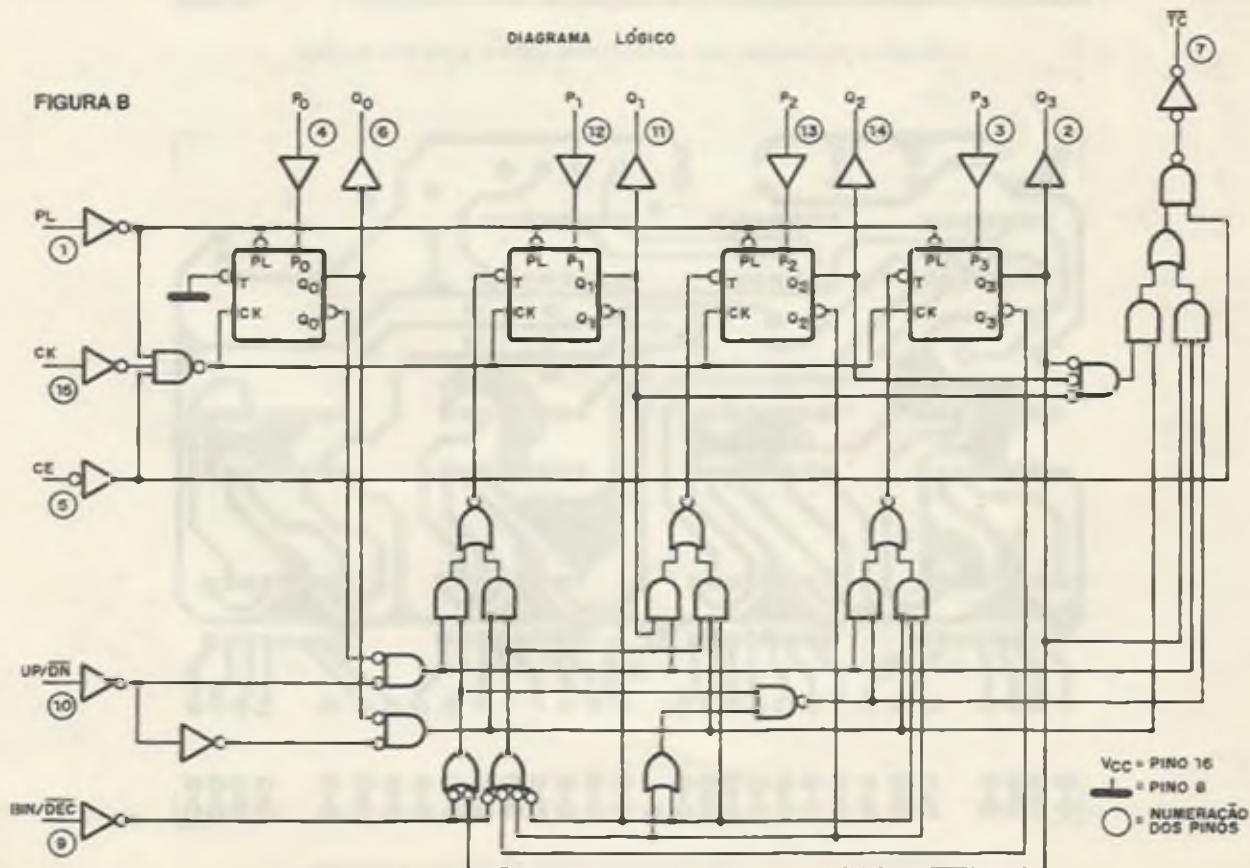 DIAGRAMA LÓGICO
TC
7
FIGURA B
P0 Q0 P1 Q1 P2 Q2 P3 Q3
4 6 12 11 13 14 3 2
PL
1
PL P0 PL P1 PL P2 PL P3
T Q0 T Q1 T Q2 T Q3
CK Q0 CK Q1 CK Q2 CK Q3
CK
15
CE
5
UP/DN
10
BIN/DEC
9
VCC = PINO 16
= PINO 8
= NUMERAÇÃO
DOS PINOS